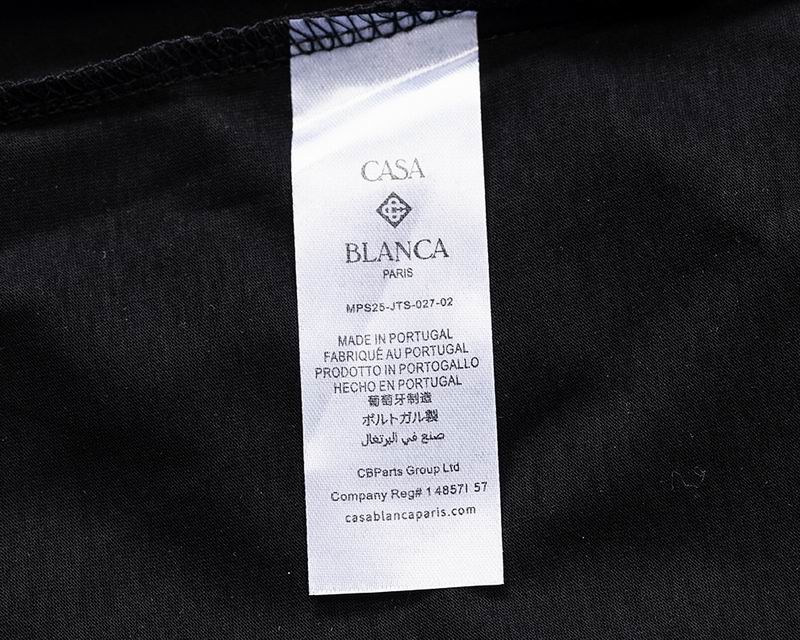 CASA
BLANCA
PARIS
MPS25-JTS-027-02
MADE IN PORTUGAL
FABRIQUÉ AU PORTUGAL
PRODOTTO IN PORTOGALLO
HECHO EN PORTUGAL
葡萄牙制造
ポルトガル製
صنع في البرتغال
CBParts Group Ltd
Company Reg# 1 4857I 57
casablancaparis.com